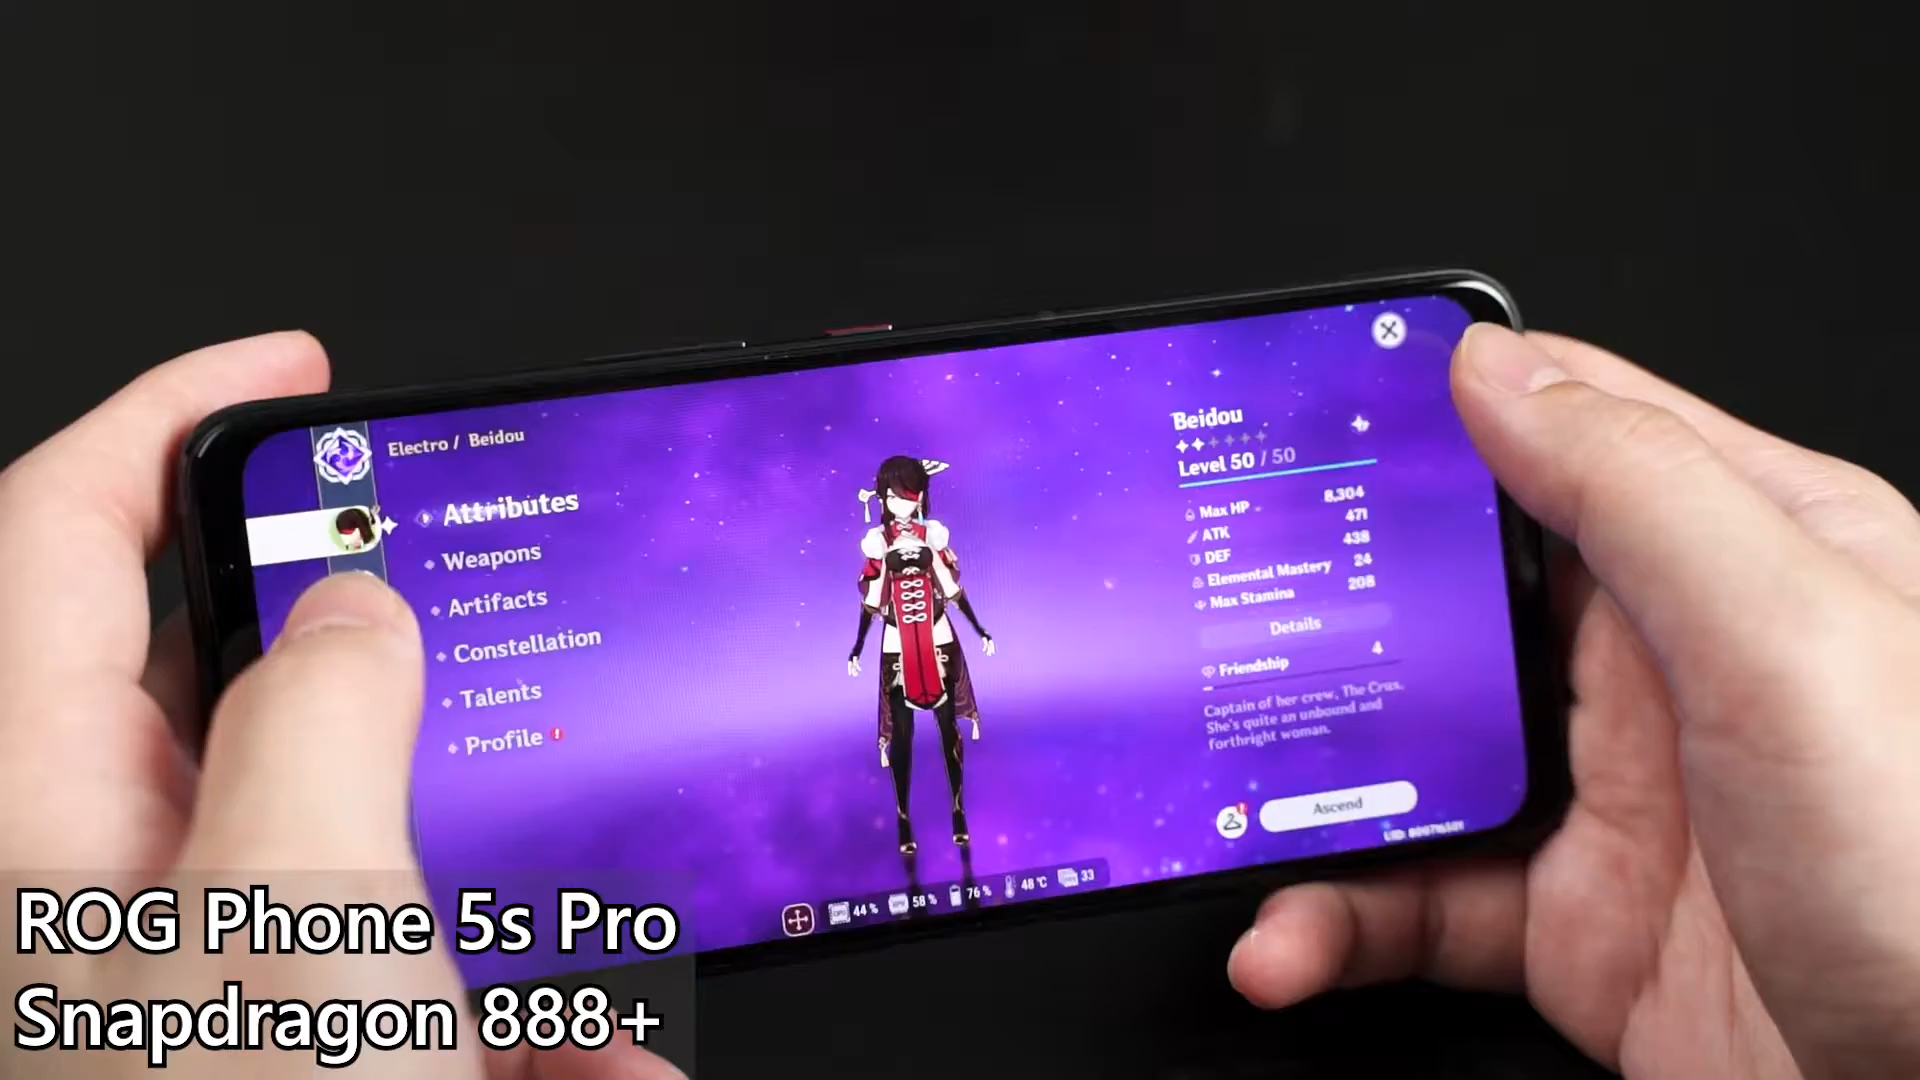 Electro / Beidou
Attributes
Weapons
Artifacts
Constellation
Talents
Profile
Beidou
Level 50 / 50
Max HP 8,304
ATK 471
DEF 438
Elemental Mastery 24
Max Stamina 208
Details
Friendship 4
Captain of her crew, The Crux.
She's quite an unbound and
forthright woman.
Ascend
44 % 58 % 76 % 48°C 33
ROG Phone 5s Pro
Snapdragon 888+